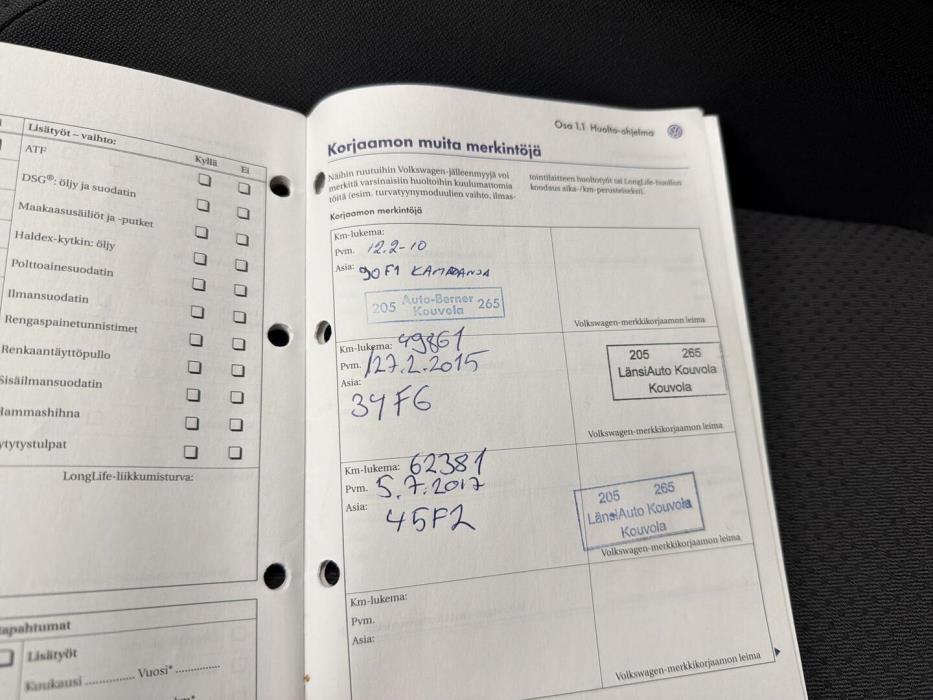 Lisätyöt – vaihto:
Kyllä
Ei
ATF
DSG®: öljy ja suodatin
Maakaasusäiliöt ja -putket
Haldex-kytkin: öljy
Polttoainesuodatin
Ilmansuodatin
Rengaspainetunnistimet
Renkaantäyttöpullo
Sisäilmansuodatin
LongLife-liikkumisturva:
Lisätyöt
Kuukausi .............. Vuosi* ............
Osa 1.1 Huolto-ohjelma
Korjaamon muita merkintöjä
Näihin ruutuihin Volkswagen-jälleenmyyjä voi
merkitä varsinaisiin huoltoihin kuulumattomia
töitä (esim. turvatyynymoduulien vaihto, ilmas-
tointilaitteen huoltotyöt tai LongLife-huollon
koodaus aika-/km-perusteiseksi).
Korjaamon merkintöjä
Km-lukema:
Pvm. 12.2-10
Asia: 90F1 KAMPANJA
205 Auto-Berner 265
Kouvola
Volkswagen-merkkikorjaamon leima
Km-lukema: 49861
Pvm. 27.2.2015
Asia:
34F6
205 265
LänsiAuto Kouvola
Kouvola
Volkswagen-merkkikorjaamon leima
Km-lukema: 62381
Pvm. 5.7.2017
Asia:
45F2
205 265
LänsiAuto Kouvola
Kouvola
Volkswagen-merkkikorjaamon leima
Km-lukema:
Pvm.
Asia:
Volkswagen-merkkikorjaamon leima